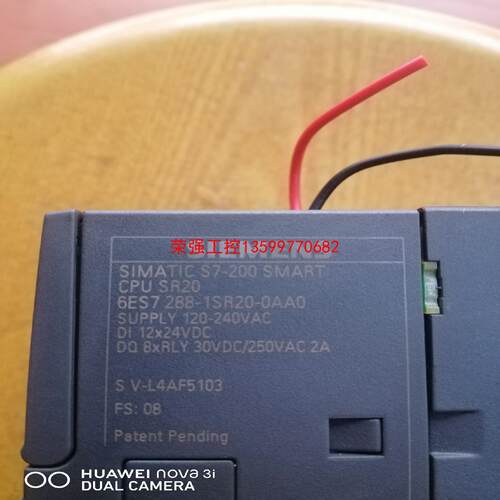 SIEMENS
荣强工控13599770682
SIMATIC S7-200 SMART
CPU SR20
6ES7 288-1SR20-0AA0
SUPPLY 120-240VAC
DI 12x24VDC
DQ 8xRLY 30VDC/250VAC 2A
S V-L4AF5103
FS: 08
Patent Pending
HUAWEI nova 3i
DUAL CAMERA